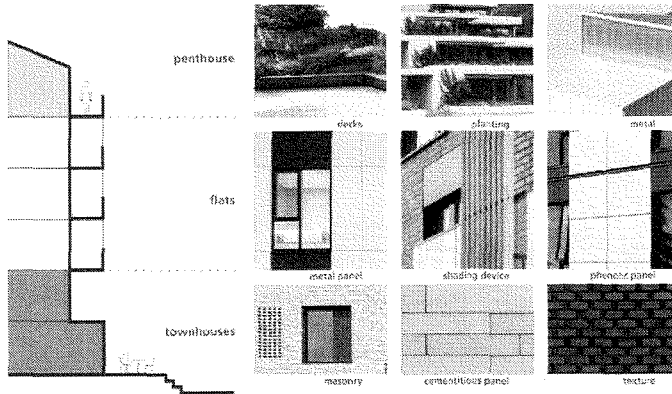 penthouse
decks
planting
metal
flats
metal panel
shading device
phenolic panel
townhouses
masonry
cementitious panel
texture